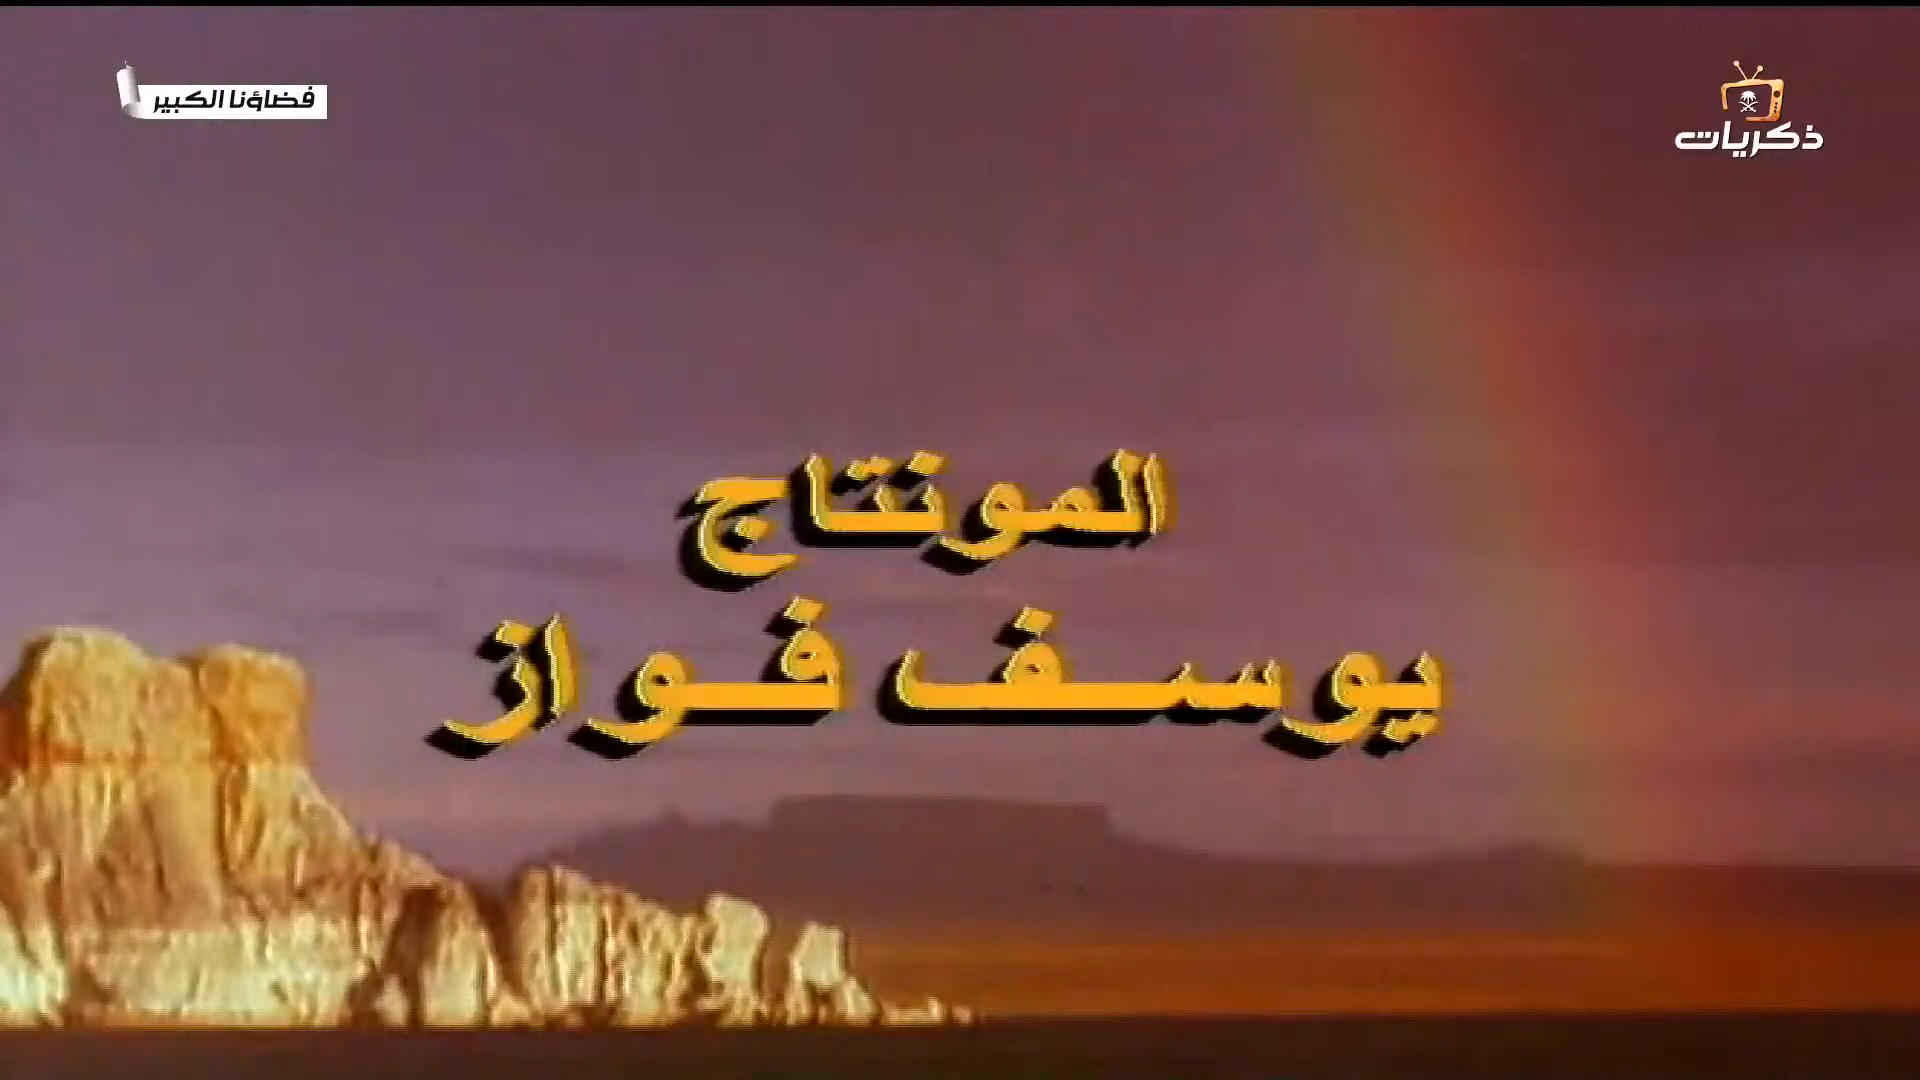 فضاؤنا الكبير
ذكريات
المونتاج
يوسف فواز